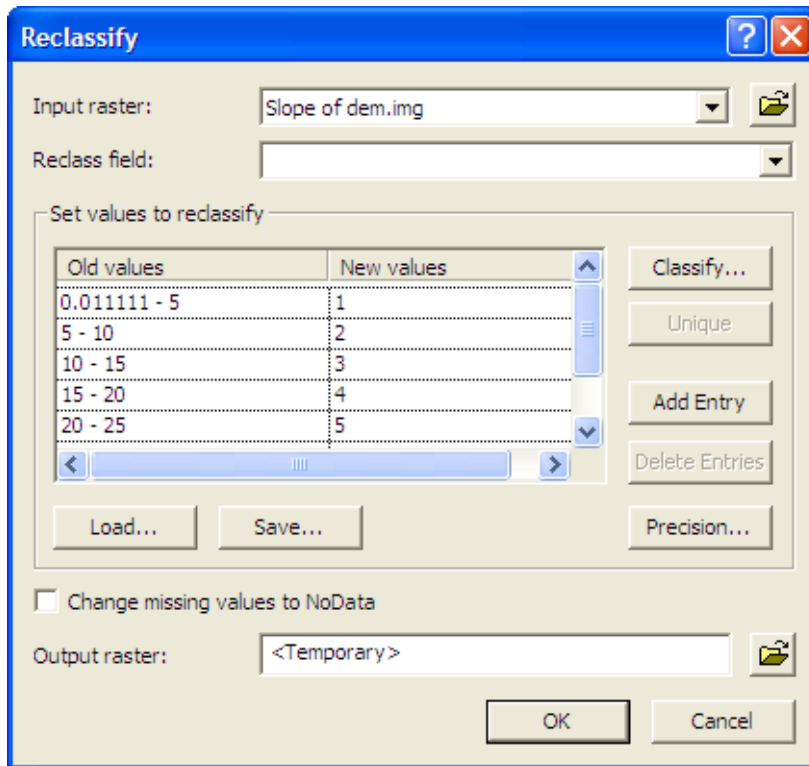 Reclassify
Input raster: Slope of dem.img
Reclass field:
Set values to reclassify
Old values New values
0.011111 - 5 1
5 - 10 2
10 - 15 3
15 - 20 4
20 - 25 5
Classify...
Unique
Add Entry
Delete Entries
Load... Save... Precision...
Change missing values to NoData
Output raster: <Temporary>
OK Cancel